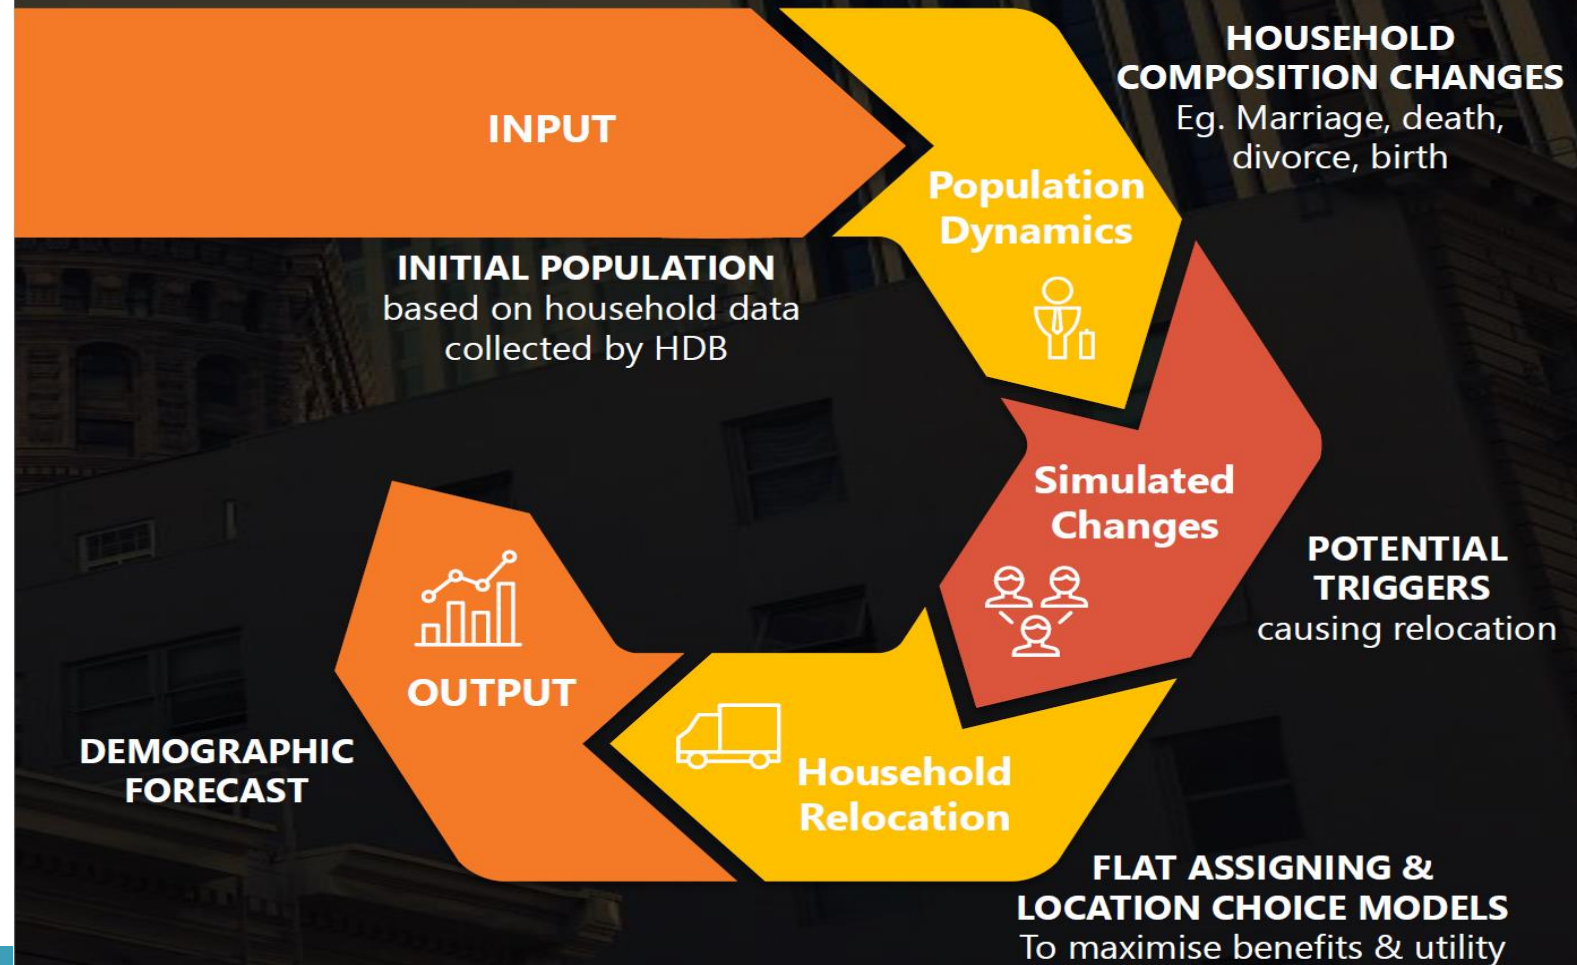 INPUT
INITIAL POPULATION
based on household data
collected by HDB
Population
Dynamics
HOUSEHOLD
COMPOSITION CHANGES
Eg. Marriage, death,
divorce, birth
Simulated
Changes
POTENTIAL
TRIGGERS
causing relocation
Household
Relocation
FLAT ASSIGNING &
LOCATION CHOICE MODELS
To maximise benefits & utility
OUTPUT
DEMOGRAPHIC
FORECAST